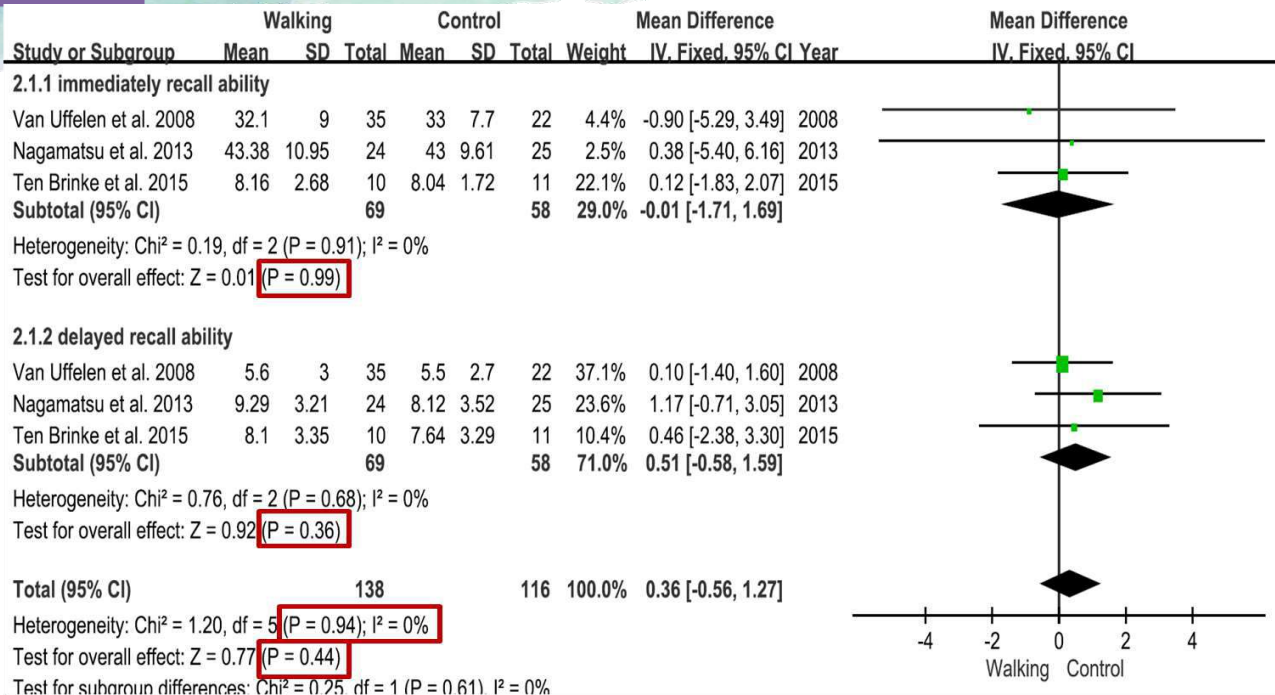 Walking Control Mean Difference Mean Difference
Study or Subgroup Mean SD Total Mean SD Total Weight IV. Fixed. 95% CI Year IV. Fixed. 95% CI
2.1.1 immediately recall ability
Van Uffelen et al. 2008 32.1 9 35 33 7.7 22 4.4% -0.90 [-5.29, 3.49] 2008
Nagamatsu et al. 2013 43.38 10.95 24 43 9.61 25 2.5% 0.38 [-5.40, 6.16] 2013
Ten Brinke et al. 2015 8.16 2.68 10 8.04 1.72 11 22.1% 0.12 [-1.83, 2.07] 2015
Subtotal (95% CI) 69 58 29.0% -0.01 [-1.71, 1.69]
Heterogeneity: Chi² = 0.19, df = 2 (P = 0.91); I² = 0%
Test for overall effect: Z = 0.01 (P = 0.99)
2.1.2 delayed recall ability
Van Uffelen et al. 2008 5.6 3 35 5.5 2.7 22 37.1% 0.10 [-1.40, 1.60] 2008
Nagamatsu et al. 2013 9.29 3.21 24 8.12 3.52 25 23.6% 1.17 [-0.71, 3.05] 2013
Ten Brinke et al. 2015 8.1 3.35 10 7.64 3.29 11 10.4% 0.46 [-2.38, 3.30] 2015
Subtotal (95% CI) 69 58 71.0% 0.51 [-0.58, 1.59]
Heterogeneity: Chi² = 0.76, df = 2 (P = 0.68); I² = 0%
Test for overall effect: Z = 0.92 (P = 0.36)
Total (95% CI) 138 116 100.0% 0.36 [-0.56, 1.27]
Heterogeneity: Chi² = 1.20, df = 5 (P = 0.94); I² = 0%
Test for overall effect: Z = 0.77 (P = 0.44)
Test for subgroup differences: Chi² = 0.25, df = 1 (P = 0.61), I² = 0%
-4 -2 0 2 4
Walking Control